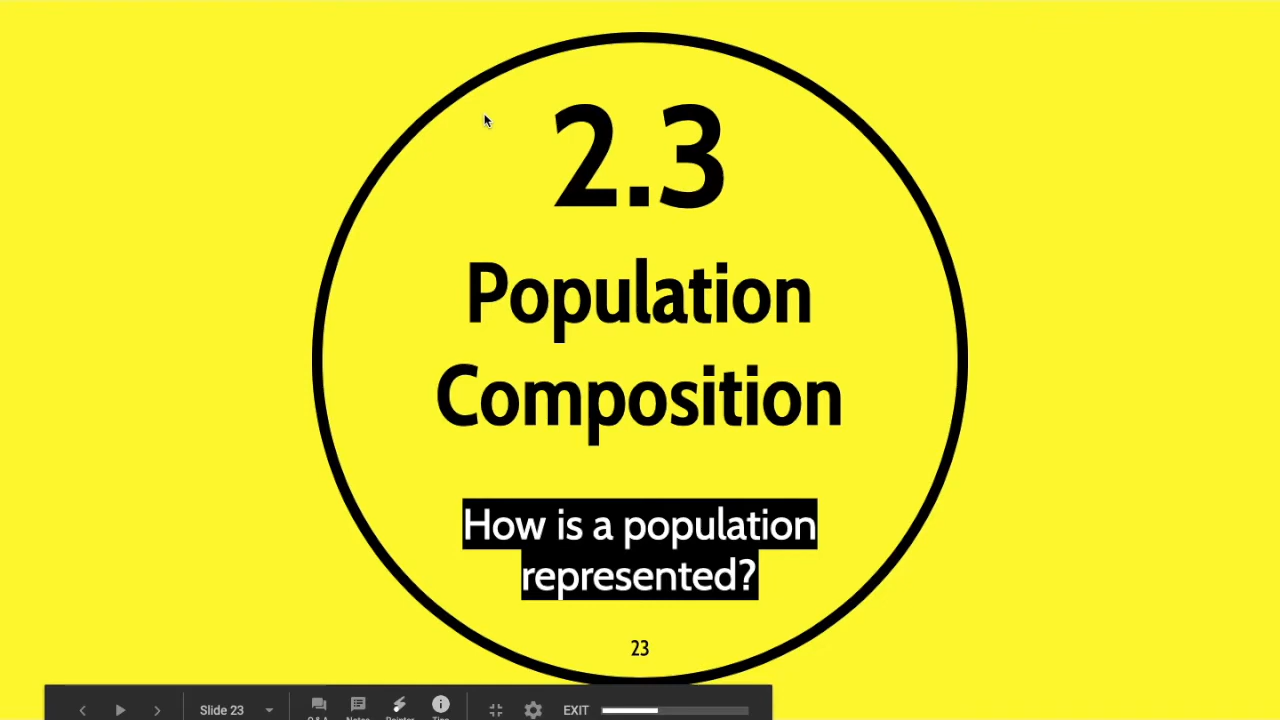 2.3
Population
Composition
How is a population
represented?
23
Slide 23
EXIT